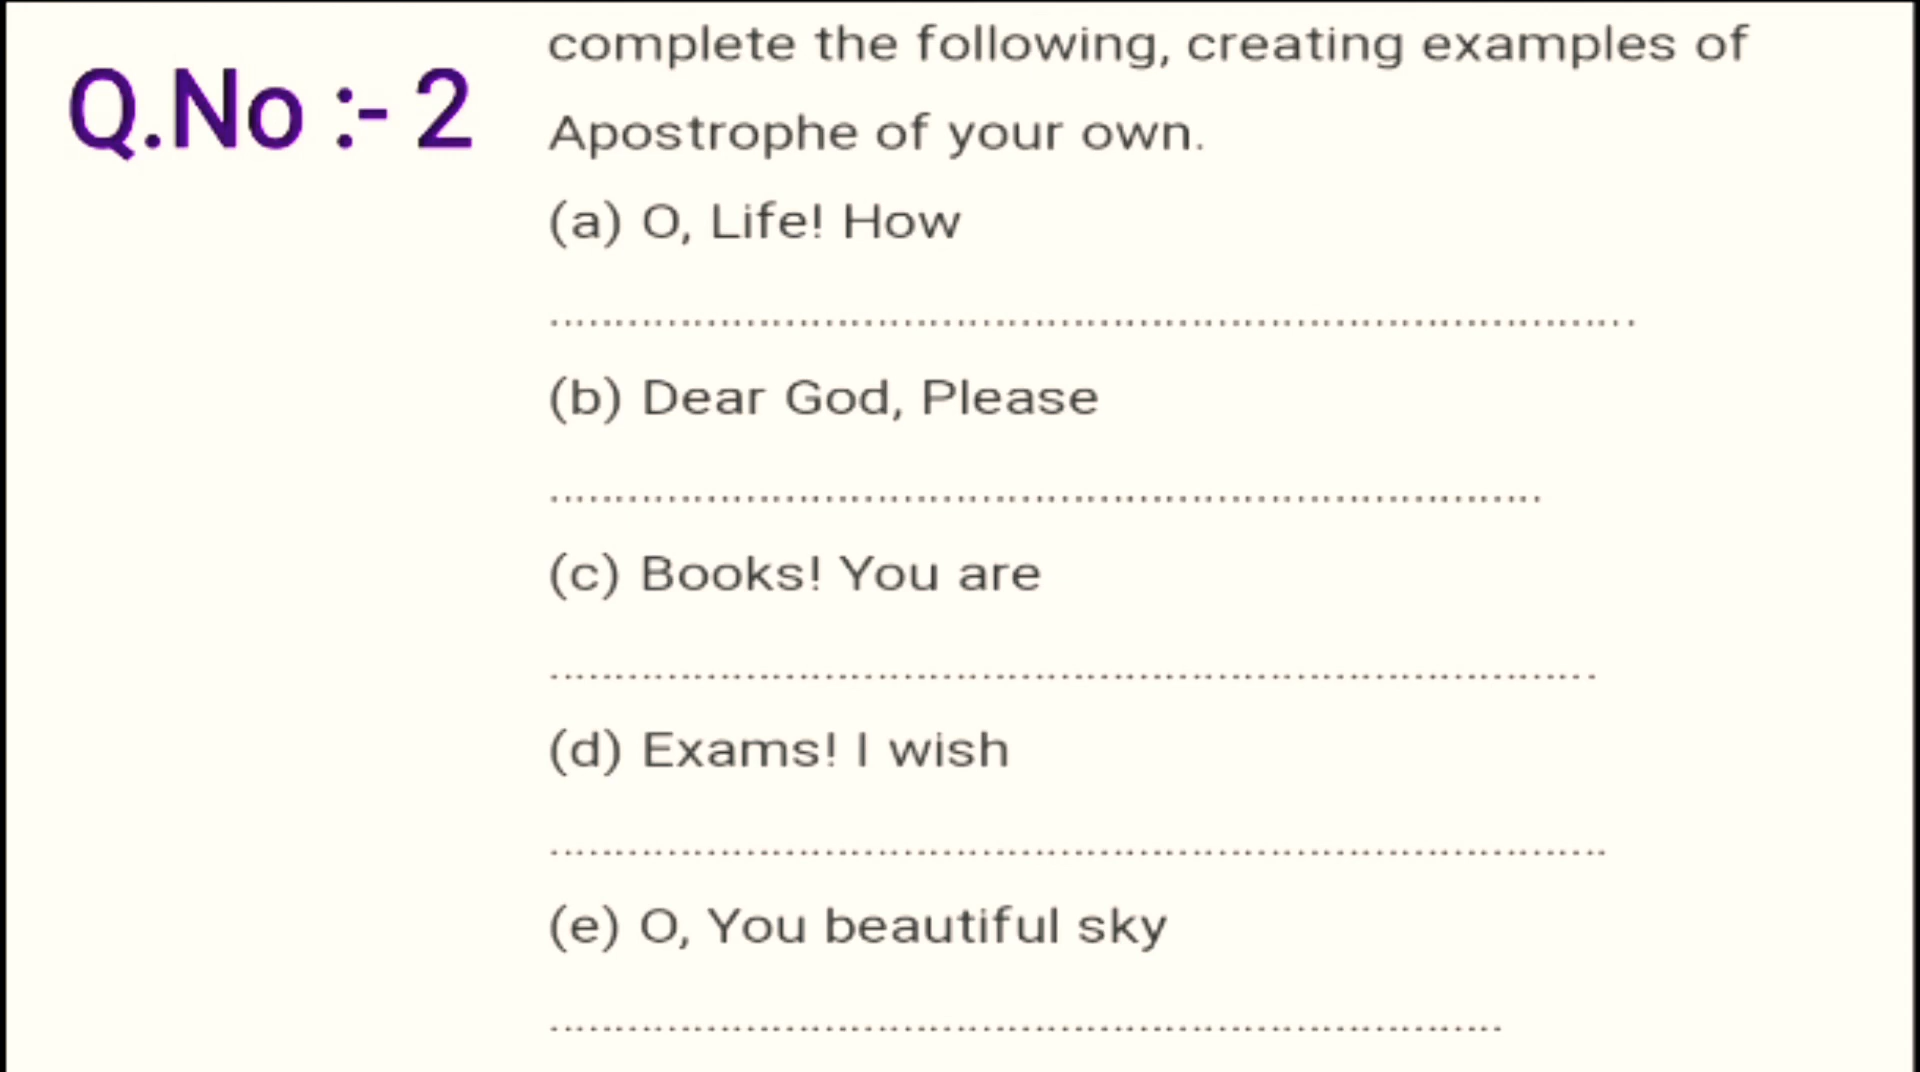 Q.No :- 2
complete the following, creating examples of
Apostrophe of your own.
(a) O, Life! How
....................................................................................
(b) Dear God, Please
............................................................................
(c) Books! You are
................................................................................
(d) Exams! I wish
.................................................................................
(e) O, You beautiful sky
.........................................................................